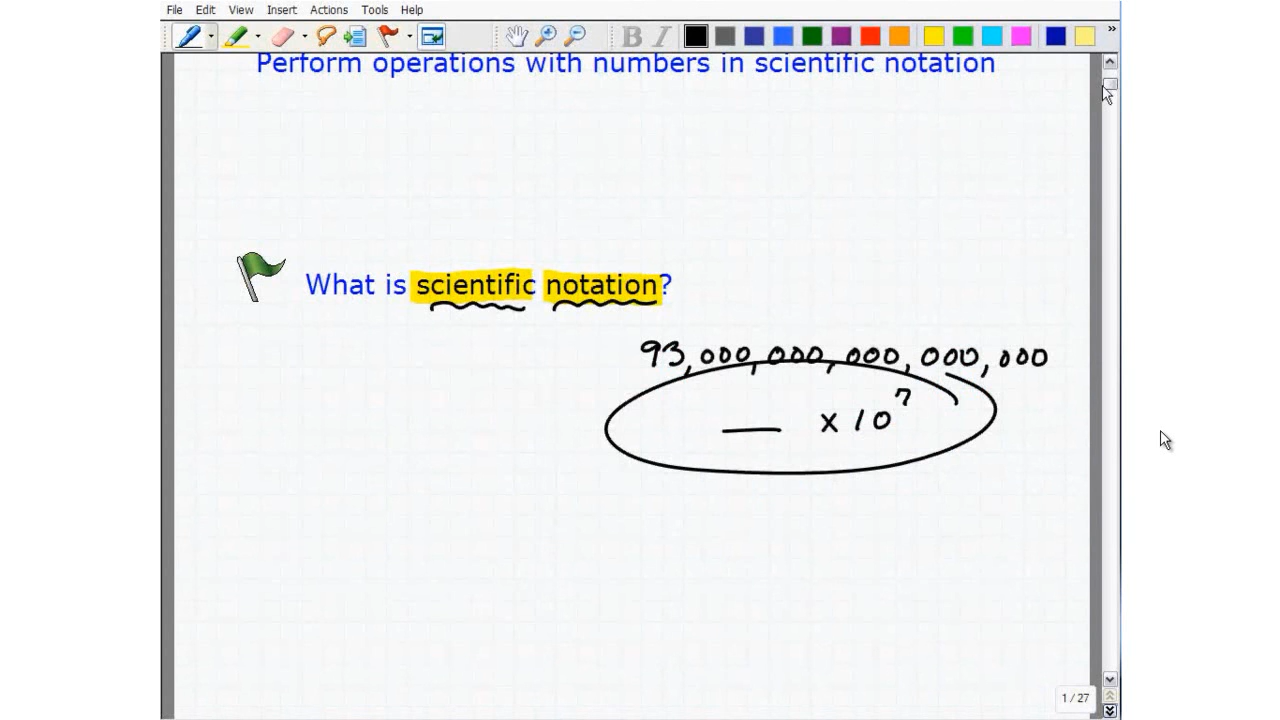 File Edit View Insert Actions Tools Help
B I »
Perform operations with numbers in scientific notation
What is scientific notation?
93,000,000,000,000,000
__ x 10⁷
1 / 27